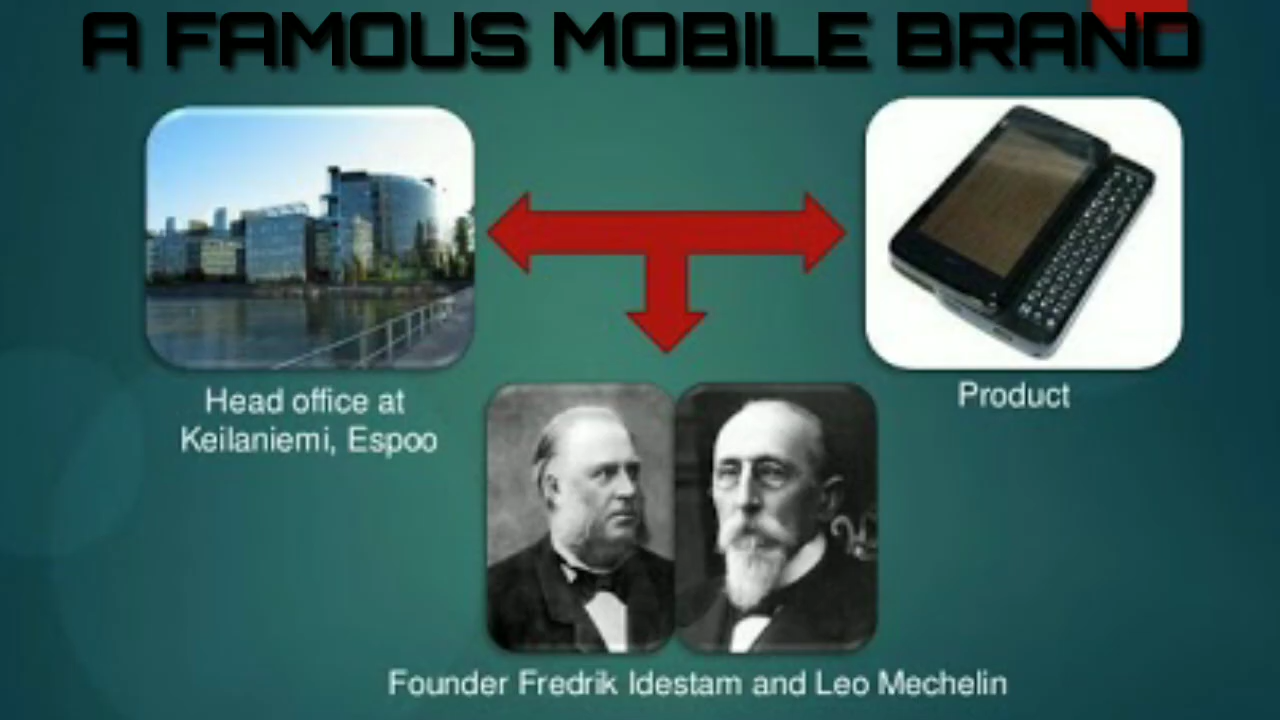 A FAMOUS MOBILE BRAND
Head office at
Keilaniemi, Espoo
Product
Founder Fredrik Idestam and Leo Mechelin